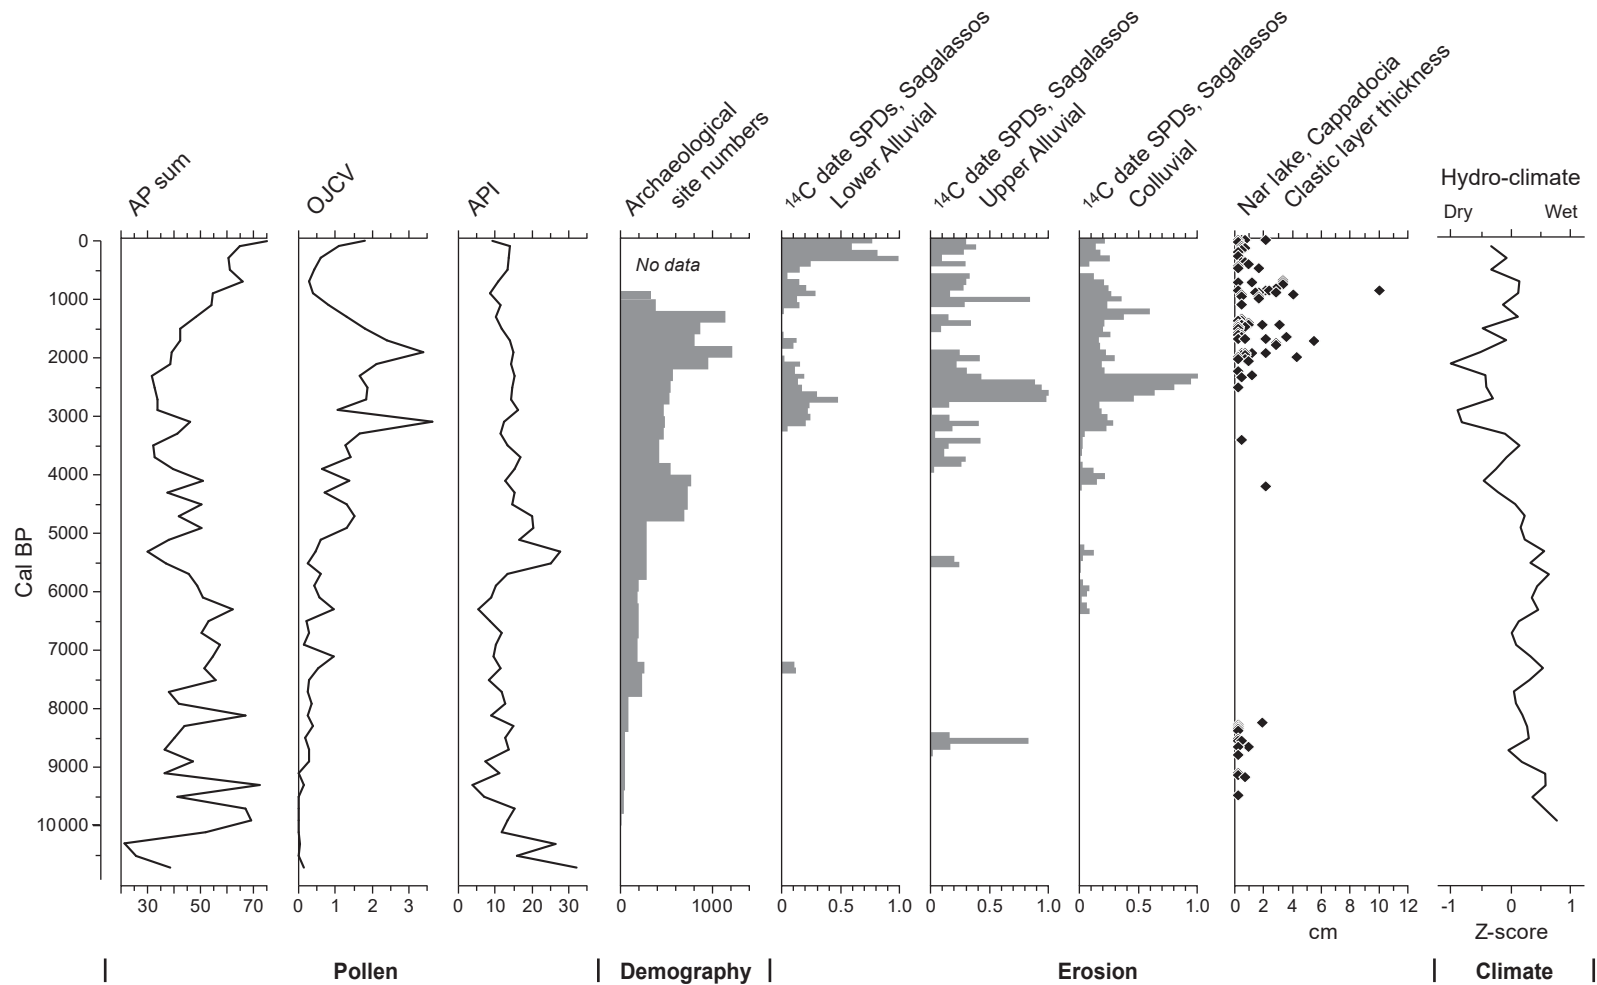 AP sum
OJCV
API
Archaeological
site numbers
¹⁴C date SPDs, Sagalassos
Lower Alluvial
¹⁴C date SPDs, Sagalassos
Upper Alluvial
¹⁴C date SPDs, Sagalassos
Colluvial
Nar lake, Cappadocia
Clastic layer thickness
Hydro-climate
Dry Wet
No data
Cal BP
0
1000
2000
3000
4000
5000
6000
7000
8000
9000
10000
30 50 70
0 1 2 3
0 10 20 30
0 1000
0 0.5 1.0
0 0.5 1.0
0 0.5 1.0
0 2 4 6 8 10 12
cm
-1 0 1
Z-score
Pollen
Demography
Erosion
Climate